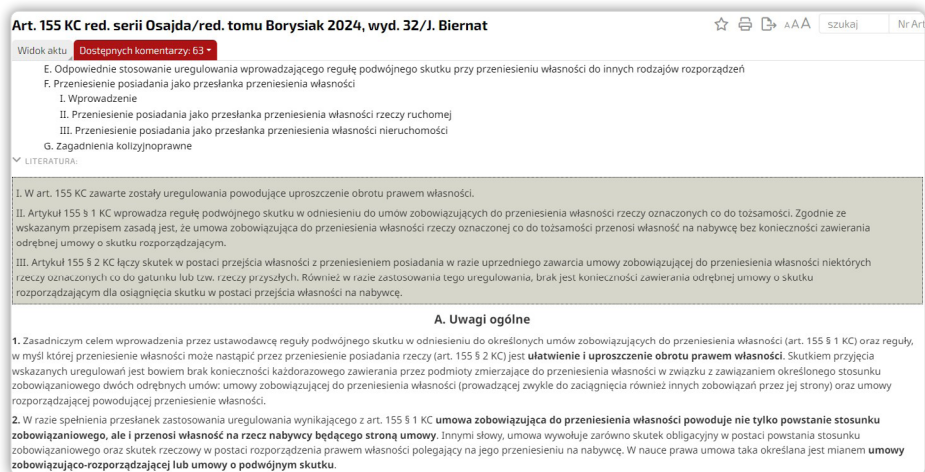 Art. 155 KC red. serii Osajda/red. tomu Borysiak 2024, wyd. 32/J. Biernat
AAA
szukaj
Nr Art
Widok aktu
Dostępnych komentarzy: 63
E. Odpowiednie stosowanie uregulowania wprowadzającego regułę podwójnego skutku przy przeniesieniu własności do innych rodzajów rozporządzeń
F. Przeniesienie posiadania jako przesłanka przeniesienia własności
I. Wprowadzenie
II. Przeniesienie posiadania jako przesłanka przeniesienia własności rzeczy ruchomej
III. Przeniesienie posiadania jako przesłanka przeniesienia własności nieruchomości
G. Zagadnienia kolizyjnoprawne
LITERATURA:
I. W art. 155 KC zawarte zostały uregulowania powodujące uproszczenie obrotu prawem własności.
II. Artykuł 155 § 1 KC wprowadza regułę podwójnego skutku w odniesieniu do umów zobowiązujących do przeniesienia własności rzeczy oznaczonych co do tożsamości. Zgodnie ze
wskazanym przepisem zasadą jest, że umowa zobowiązująca do przeniesienia własności rzeczy oznaczonej co do tożsamości przenosi własność na nabywcę bez konieczności zawierania
odrębnej umowy o skutku rozporządzającym.
III. Artykuł 155 § 2 KC łączy skutek w postaci przejścia własności z przeniesieniem posiadania w razie uprzedniego zawarcia umowy zobowiązującej do przeniesienia własności niektórych
rzeczy oznaczonych co do gatunku lub tzw. rzeczy przyszłych. Również w razie zastosowania tego uregulowania, brak jest konieczności zawierania odrębnej umowy o skutku
rozporządzającym dla osiągnięcia skutku w postaci przejścia własności na nabywcę.
A. Uwagi ogólne
1. Zasadniczym celem wprowadzenia przez ustawodawcę reguły podwójnego skutku w odniesieniu do określonych umów zobowiązujących do przeniesienia własności (art. 155 § 1 KC) oraz reguły,
w myśl której przeniesienie własności może nastąpić przez przeniesienie posiadania rzeczy (art. 155 § 2 KC) jest ułatwienie i uproszczenie obrotu prawem własności. Skutkiem przyjęcia
wskazanych uregulowań jest bowiem brak konieczności każdorazowego zawierania przez podmioty zmierzające do przeniesienia własności w związku z zawiązaniem określonego stosunku
zobowiązaniowego dwóch odrębnych umów: umowy zobowiązującej do przeniesienia własności (prowadzącej zwykle do zaciągnięcia również innych zobowiązań przez jej strony) oraz umowy
rozporządzającej powodującej przeniesienie własności.
2. W razie spełnienia przesłanek zastosowania uregulowania wynikającego z art. 155 § 1 KC umowa zobowiązująca do przeniesienia własności powoduje nie tylko powstanie stosunku
zobowiązaniowego, ale i przenosi własność na rzecz nabywcy będącego stroną umowy. Innymi słowy, umowa wywołuje zarówno skutek obligacyjny w postaci powstania stosunku
zobowiązaniowego oraz skutek rzeczowy w postaci rozporządzenia prawem własności polegający na jego przeniesieniu na nabywcę. W nauce prawa umowa taka określana jest mianem umowy
zobowiązująco-rozporządzającej lub umowy o podwójnym skutku.